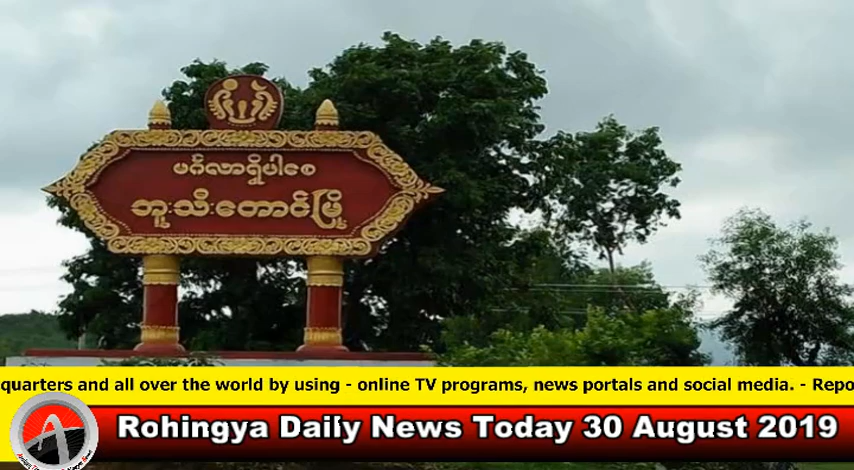 မင်္ဂလာရှိပါစေ
ဘူးသီးတောင်မြို့
quarters and all over the world by using - online TV programs, news portals and social media. - Repo
Rohingya Daily News Today 30 August 2019